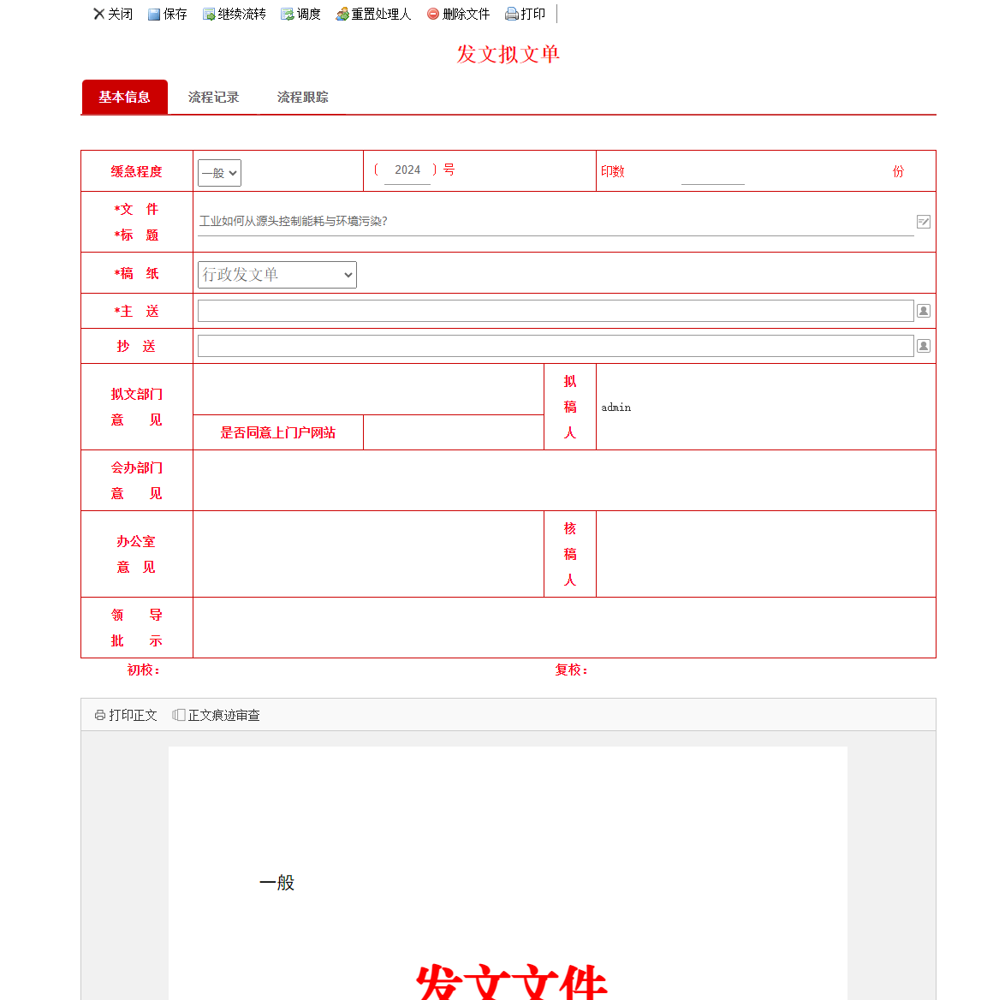 关闭 保存 继续流转 调度 重置处理人 删除文件 打印
发文拟文单
基本信息 流程记录 流程跟踪
缓急程度 一般 〔 2024 〕号 印数 份
*文 件
*标 题
工业如何从源头控制能耗与环境污染?
*稿 纸 行政发文单
*主 送
抄 送
拟文部门
意 见
是否同意上门户网站
拟
稿
人
admin
会办部门
意 见
办公室
意 见
核
稿
人
领 导
批 示
初校: 复校:
打印正文 正文痕迹审查
一般
发文文件